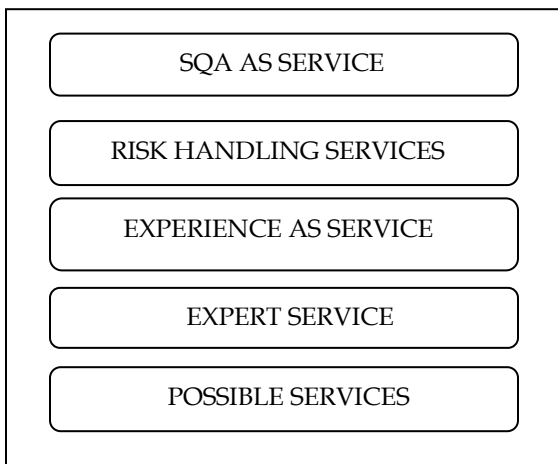 SQA AS SERVICE
RISK HANDLING SERVICES
EXPERIENCE AS SERVICE
EXPERT SERVICE
POSSIBLE SERVICES